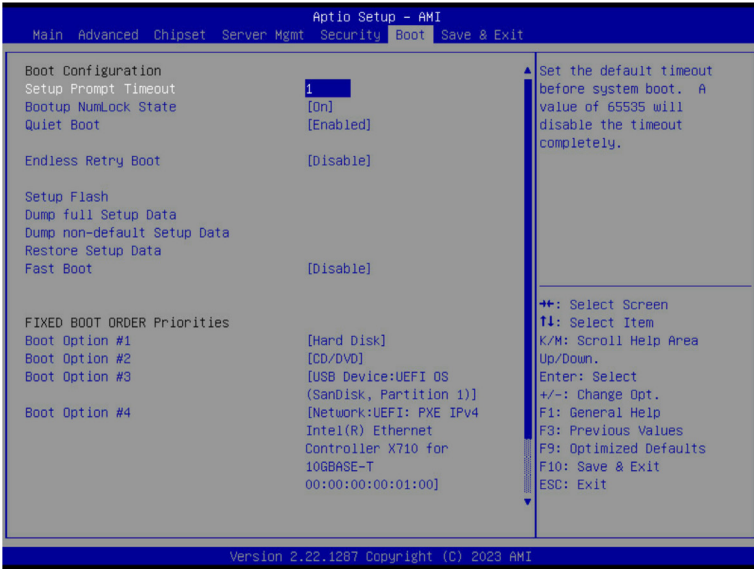 Aptio Setup – AMI
Main Advanced Chipset Server Mgmt Security Boot Save & Exit
Boot Configuration
Setup Prompt Timeout 1
Bootup NumLock State [On]
Quiet Boot [Enabled]
Endless Retry Boot [Disable]
Setup Flash
Dump full Setup Data
Dump non-default Setup Data
Restore Setup Data
Fast Boot [Disable]
FIXED BOOT ORDER Priorities
Boot Option #1 [Hard Disk]
Boot Option #2 [CD/DVD]
Boot Option #3 [USB Device:UEFI OS
(SanDisk, Partition 1)]
Boot Option #4 [Network:UEFI: PXE IPv4
Intel(R) Ethernet
Controller X710 for
10GBASE-T
00:00:00:00:01:00]
Set the default timeout
before system boot. A
value of 65535 will
disable the timeout
completely.
→←: Select Screen
↑↓: Select Item
K/M: Scroll Help Area
Up/Down.
Enter: Select
+/-: Change Opt.
F1: General Help
F3: Previous Values
F9: Optimized Defaults
F10: Save & Exit
ESC: Exit
Version 2.22.1287 Copyright (C) 2023 AMI